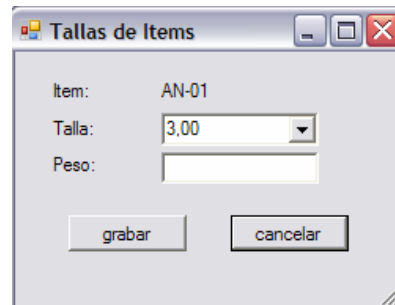 Tallas de Items
Item: AN-01
Talla: 3,00
Peso:
grabar cancelar